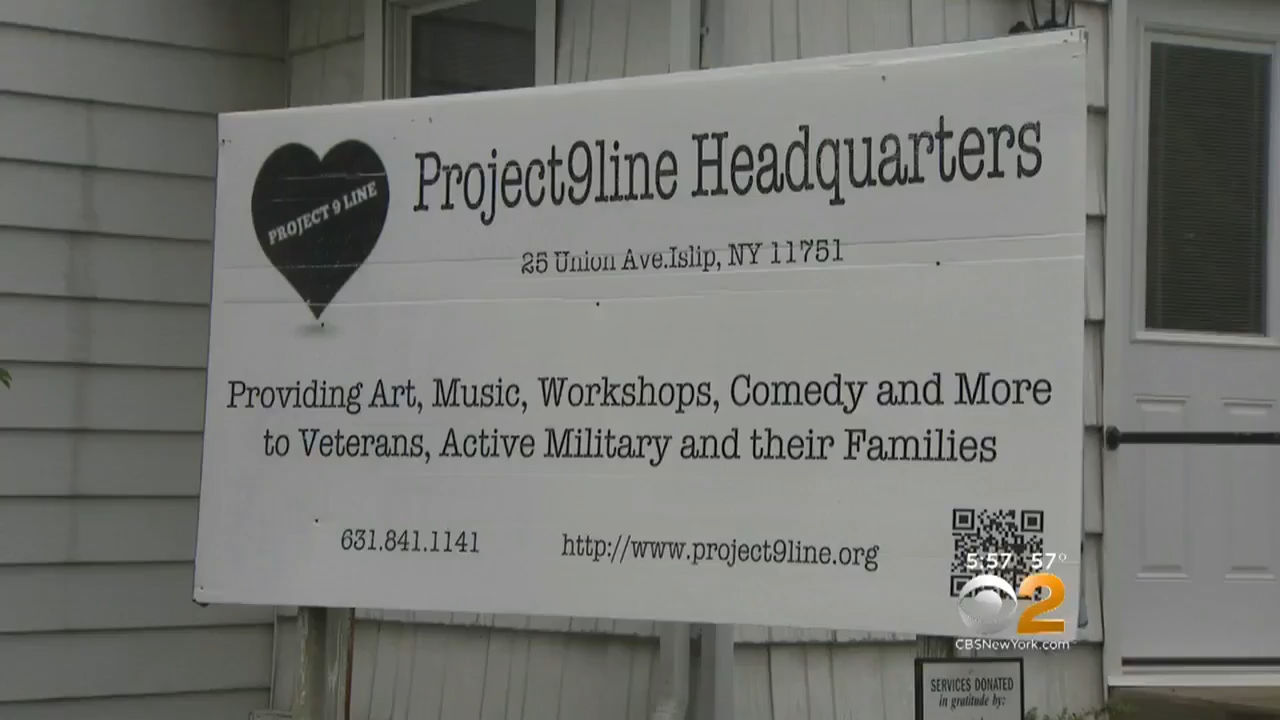 PROJECT 9 LINE
Project9line Headquarters
25 Union Ave.Islip, NY 11751
Providing Art, Music, Workshops, Comedy and More
to Veterans, Active Military and their Families
631.841.1141
http://www.project9line.org
5:57 57°
2
CBSNewYork.com
SERVICES DONATED
in gratitude by: